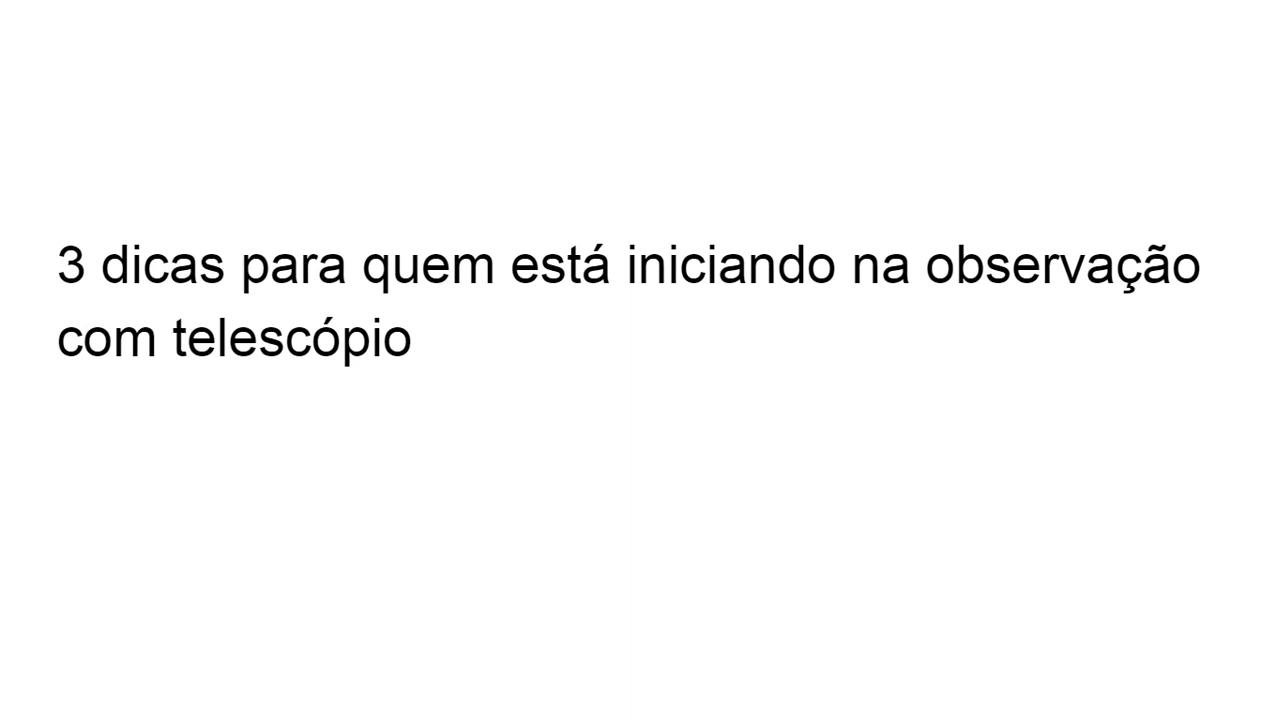 3 dicas para quem está iniciando na observação
com telescópio